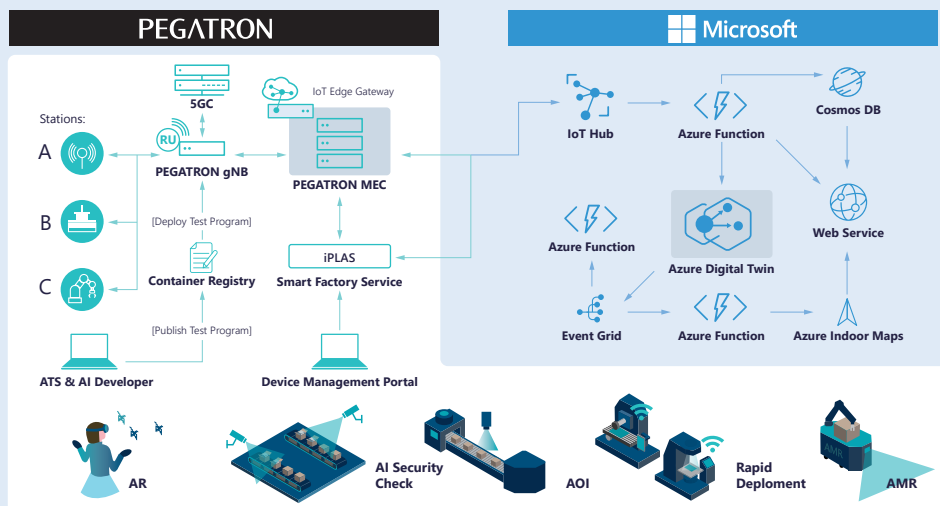 PEGATRON
Microsoft
5GC
IoT Edge Gateway
Stations:
A
RU
PEGATRON gNB
PEGATRON MEC
B
[Deploy Test Program]
iPLAS
Smart Factory Service
C
Container Registry
[Publish Test Program]
ATS & AI Developer
Device Management Portal
IoT Hub
Azure Function
Cosmos DB
Web Service
Azure Function
Azure Digital Twin
Event Grid
Azure Function
Azure Indoor Maps
AR
AI Security
Check
AOI
Rapid
Deploment
AMR
AMR